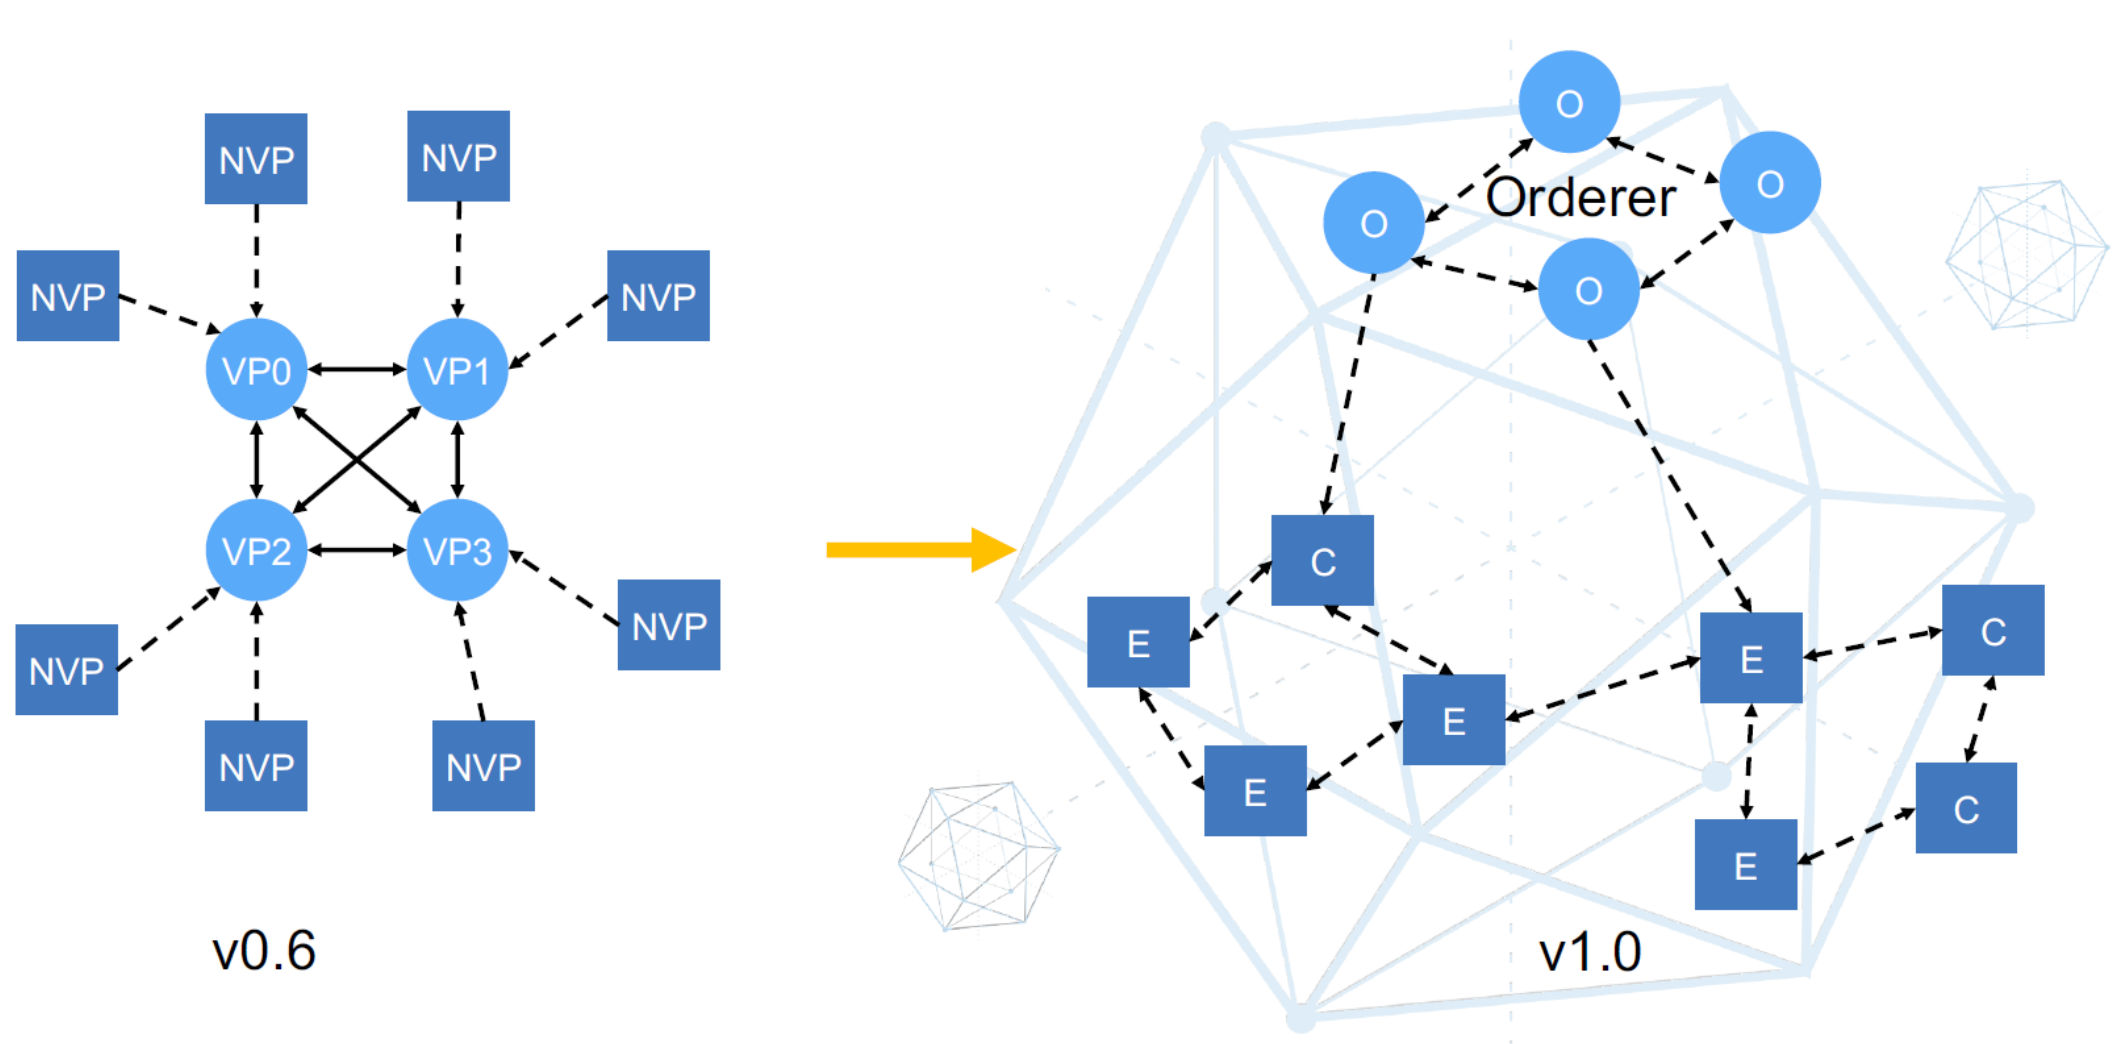 NVP
NVP
NVP
NVP
VP0
VP1
VP2
VP3
NVP
NVP
NVP
NVP
v0.6
O
O
Orderer
O
O
C
E
E
E
E
C
C
E
v1.0